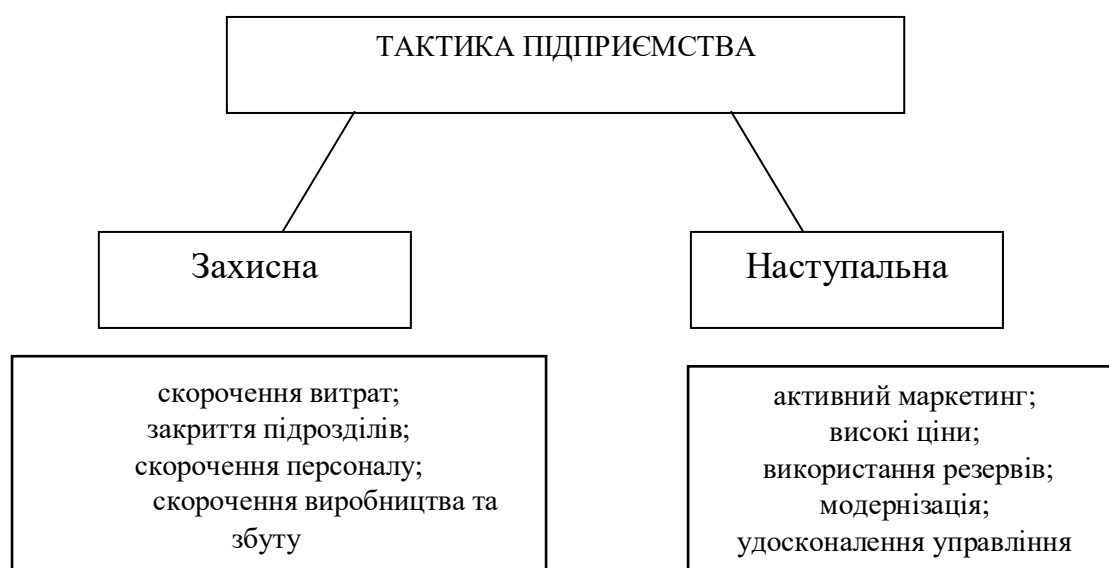 ТАКТИКА ПІДПРИЄМСТВА
Захисна
Наступальна
скорочення витрат;
закриття підрозділів;
скорочення персоналу;
скорочення виробництва та
збуту
активний маркетинг;
високі ціни;
використання резервів;
модернізація;
удосконалення управління